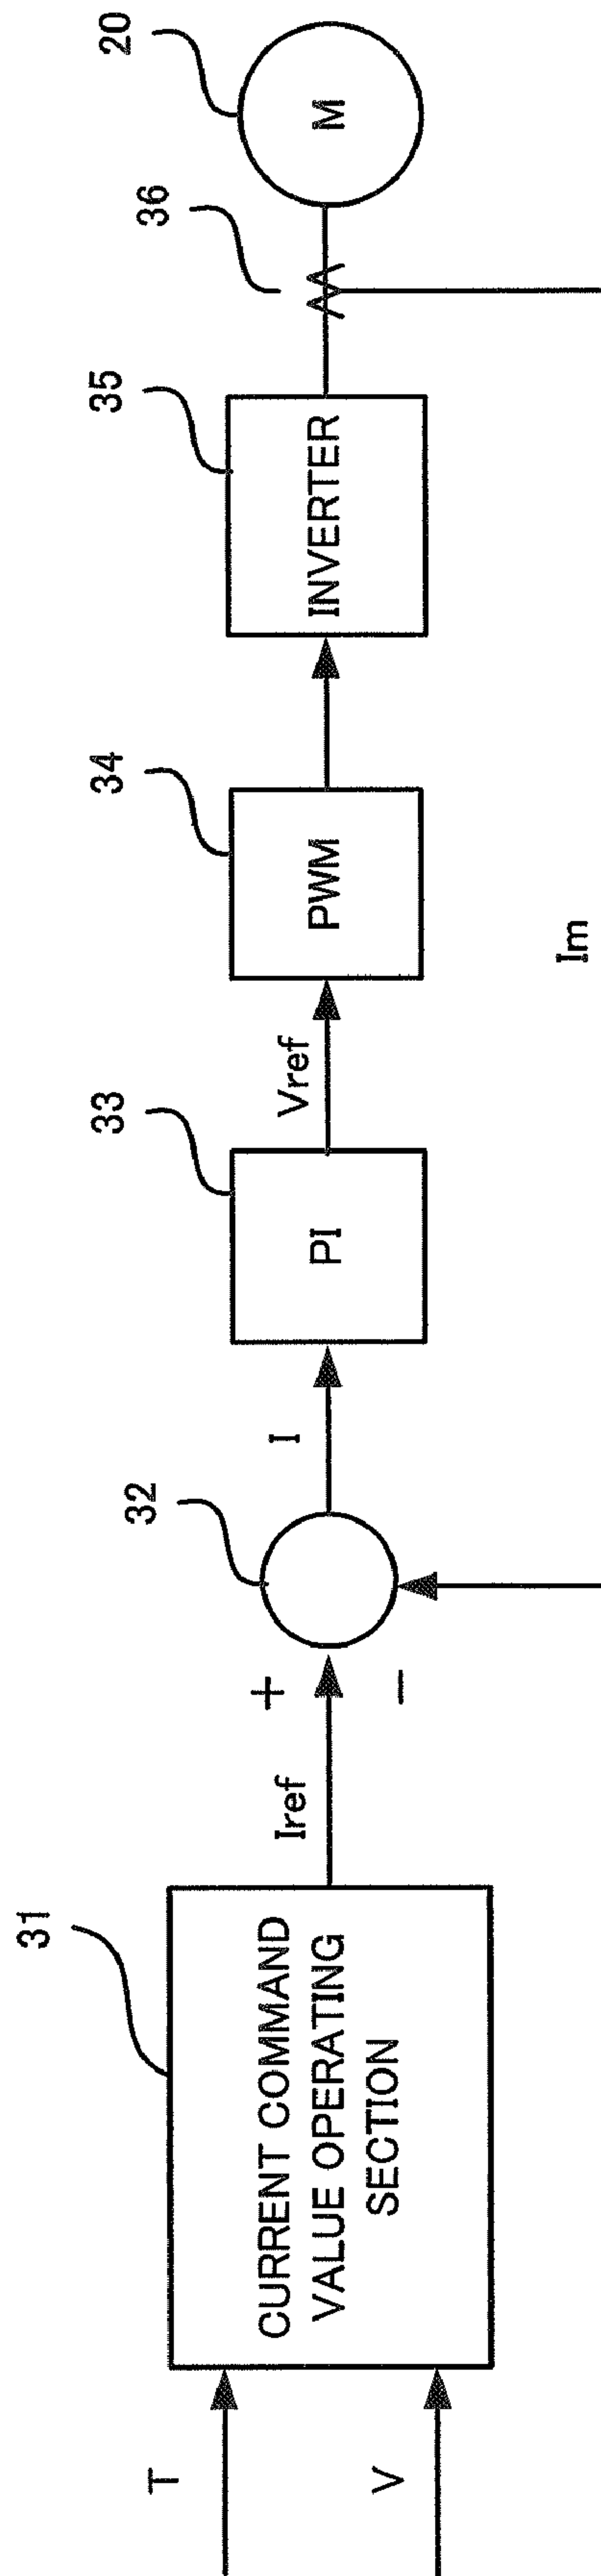 T
V
31
CURRENT COMMAND
VALUE OPERATING
SECTION
Iref
+
−
32
I
33
PI
Vref
34
PWM
35
INVERTER
36
20
M
Im